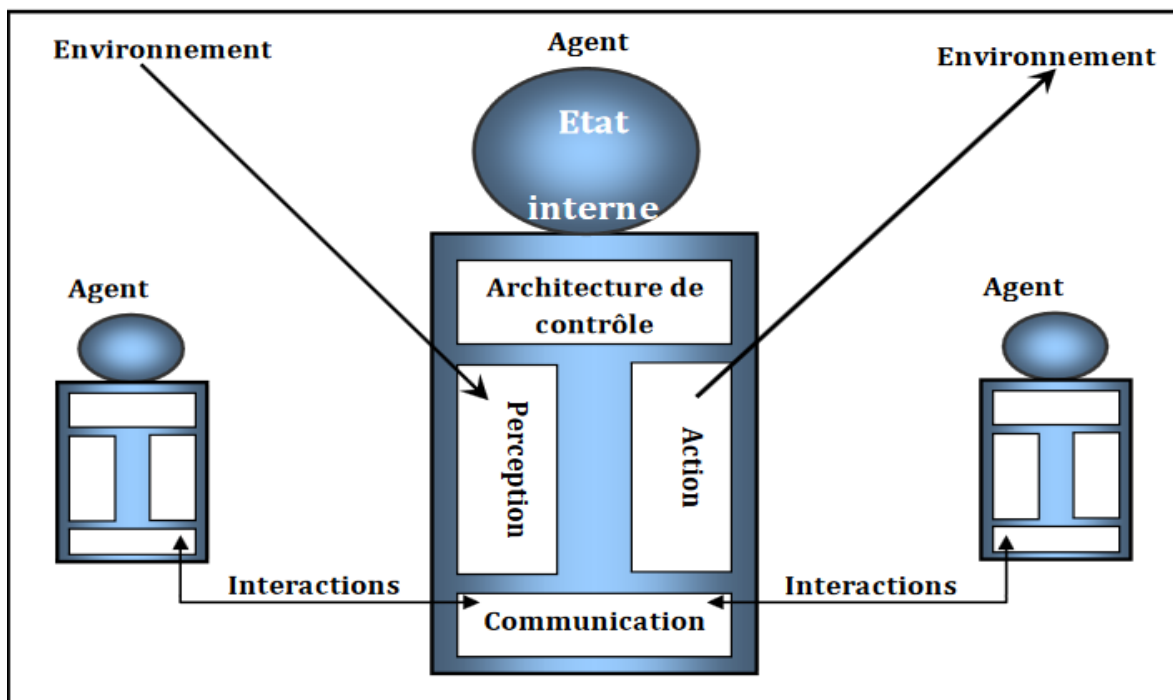 Environnement
Agent
Environnement
Etat
interne
Agent
Architecture de
contrôle
Agent
Perception
Action
Interactions
Communication
Interactions